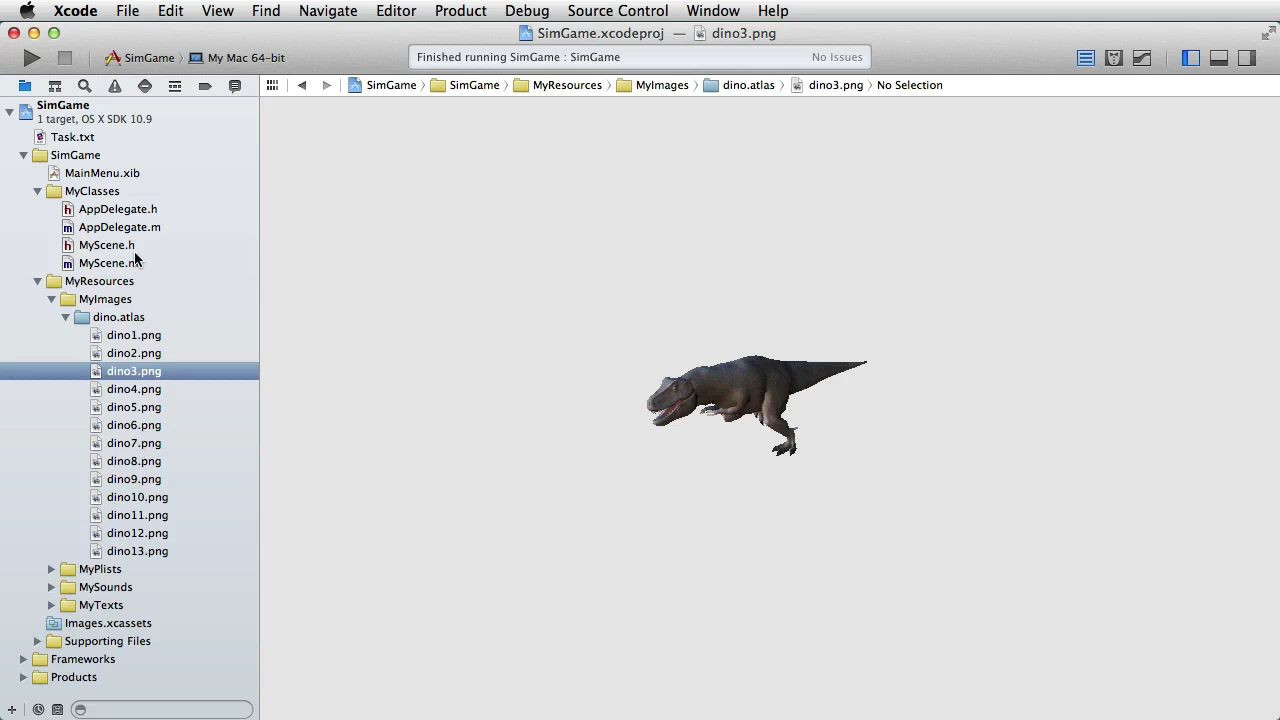 Xcode File Edit View Find Navigate Editor Product Debug Source Control Window Help
SimGame.xcodeproj — dino3.png
SimGame My Mac 64-bit Finished running SimGame : SimGame No Issues
SimGame SimGame MyResources MyImages dino.atlas dino3.png No Selection
SimGame
1 target, OS X SDK 10.9
Task.txt
SimGame
MainMenu.xib
MyClasses
AppDelegate.h
AppDelegate.m
MyScene.h
MyScene.m
MyResources
MyImages
dino.atlas
dino1.png
dino2.png
dino3.png
dino4.png
dino5.png
dino6.png
dino7.png
dino8.png
dino9.png
dino10.png
dino11.png
dino12.png
dino13.png
MyPlists
MySounds
MyTexts
Images.xcassets
Supporting Files
Frameworks
Products